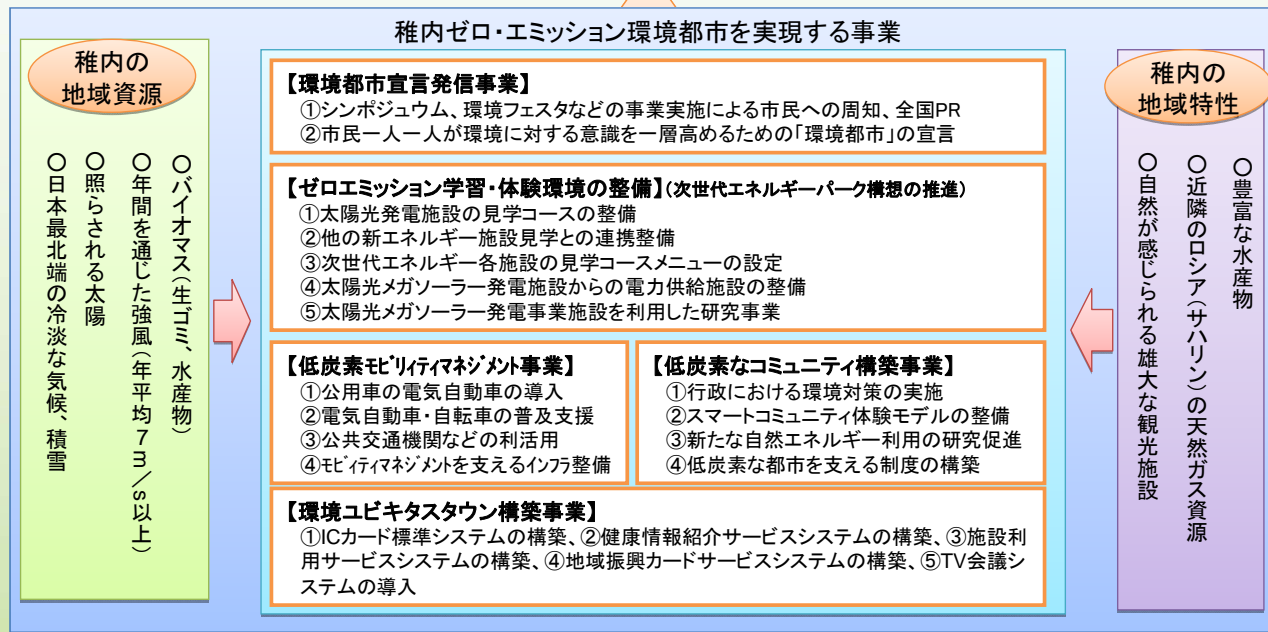 稚内ゼロ・エミッション環境都市を実現する事業
稚内の
地域資源
〇バイオマス(生ゴミ、水産物)
〇年間を通じた強風(年平均7m/s以上)
〇照らされる太陽
〇日本最北端の冷淡な気候、積雪
【環境都市宣言発信事業】
①シンポジュウム、環境フェスタなどの事業実施による市民への周知、全国PR
②市民一人一人が環境に対する意識を一層高めるための「環境都市」の宣言
【ゼロエミッション学習・体験環境の整備】(次世代エネルギーパーク構想の推進)
①太陽光発電施設の見学コースの整備
②他の新エネルギー施設見学との連携整備
③次世代エネルギー各施設の見学コースメニューの設定
④太陽光メガソーラー発電施設からの電力供給施設の整備
⑤太陽光メガソーラー発電事業施設を利用した研究事業
【低炭素モビリィティマネジメント事業】
①公用車の電気自動車の導入
②電気自動車・自転車の普及支援
③公共交通機関などの利活用
④モビィティマネジメントを支えるインフラ整備
【低炭素なコミュニティ構築事業】
①行政における環境対策の実施
②スマートコミュニティ体験モデルの整備
③新たな自然エネルギー利用の研究促進
④低炭素な都市を支える制度の構築
【環境ユビキタスタウン構築事業】
①ICカード標準システムの構築、②健康情報紹介サービスシステムの構築、③施設利
用サービスシステムの構築、④地域振興カードサービスシステムの構築、⑤TV会議シ
ステムの導入
稚内の
地域特性
〇豊富な水産物
〇近隣のロシア(サハリン)の天然ガス資源
〇自然が感じられる雄大な観光施設